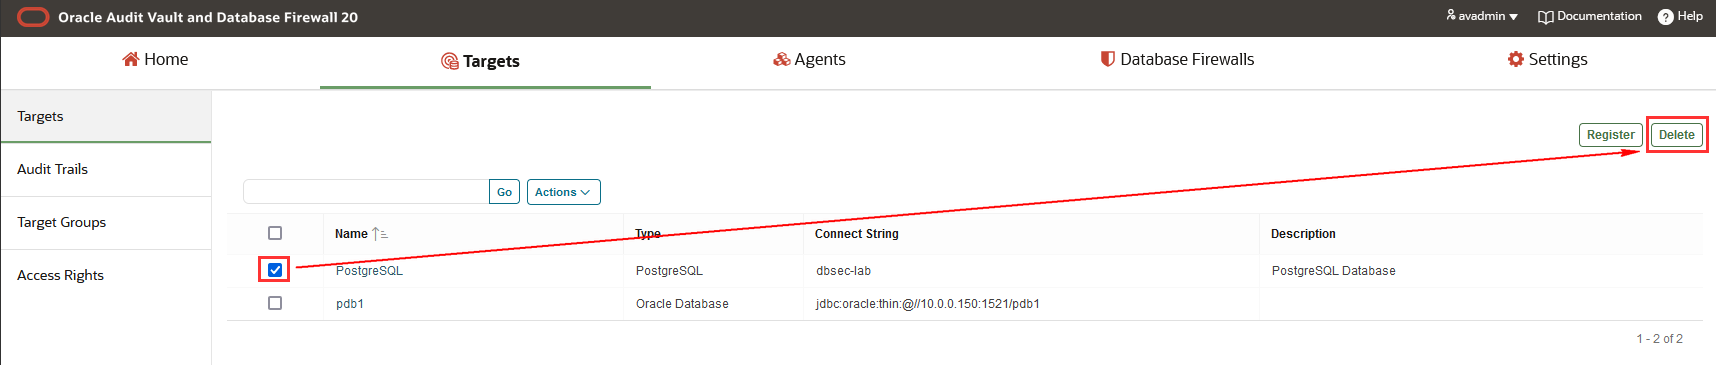 Oracle Audit Vault and Database Firewall 20
avadmin
Documentation
? Help
Home
Targets
Agents
Database Firewalls
Settings
Targets
Audit Trails
Target Groups
Access Rights
Register
Delete
Go
Actions
Name Type Connect String Description
PostgreSQL PostgreSQL dbsec-lab PostgreSQL Database
pdb1 Oracle Database jdbc:oracle:thin:@//10.0.0.150:1521/pdb1
1 - 2 of 2